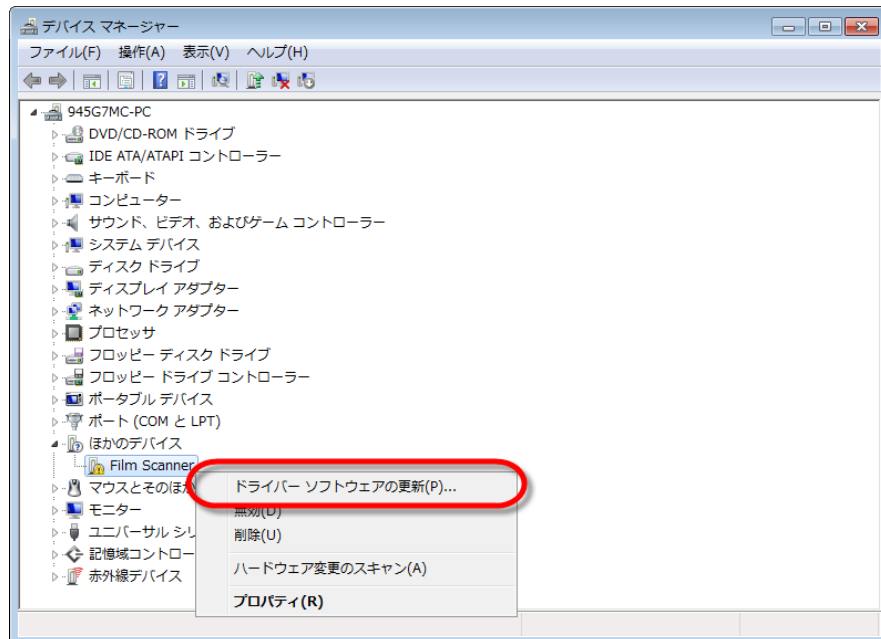 デバイス マネージャー
ファイル(F) 操作(A) 表示(V) ヘルプ(H)
945G7MC-PC
DVD/CD-ROM ドライブ
IDE ATA/ATAPI コントローラー
キーボード
コンピューター
サウンド、ビデオ、およびゲーム コントローラー
システム デバイス
ディスク ドライブ
ディスプレイ アダプター
ネットワーク アダプター
プロセッサ
フロッピー ディスク ドライブ
フロッピー ドライブ コントローラー
ポータブル デバイス
ポート (COM と LPT)
ほかのデバイス
Film Scanner
ドライバー ソフトウェアの更新(P)...
マウスとそのほか
無効(D)
モニター
削除(U)
ユニバーサル シリ
記憶域コントロー
ハードウェア変更のスキャン(A)
赤外線デバイス
プロパティ(R)